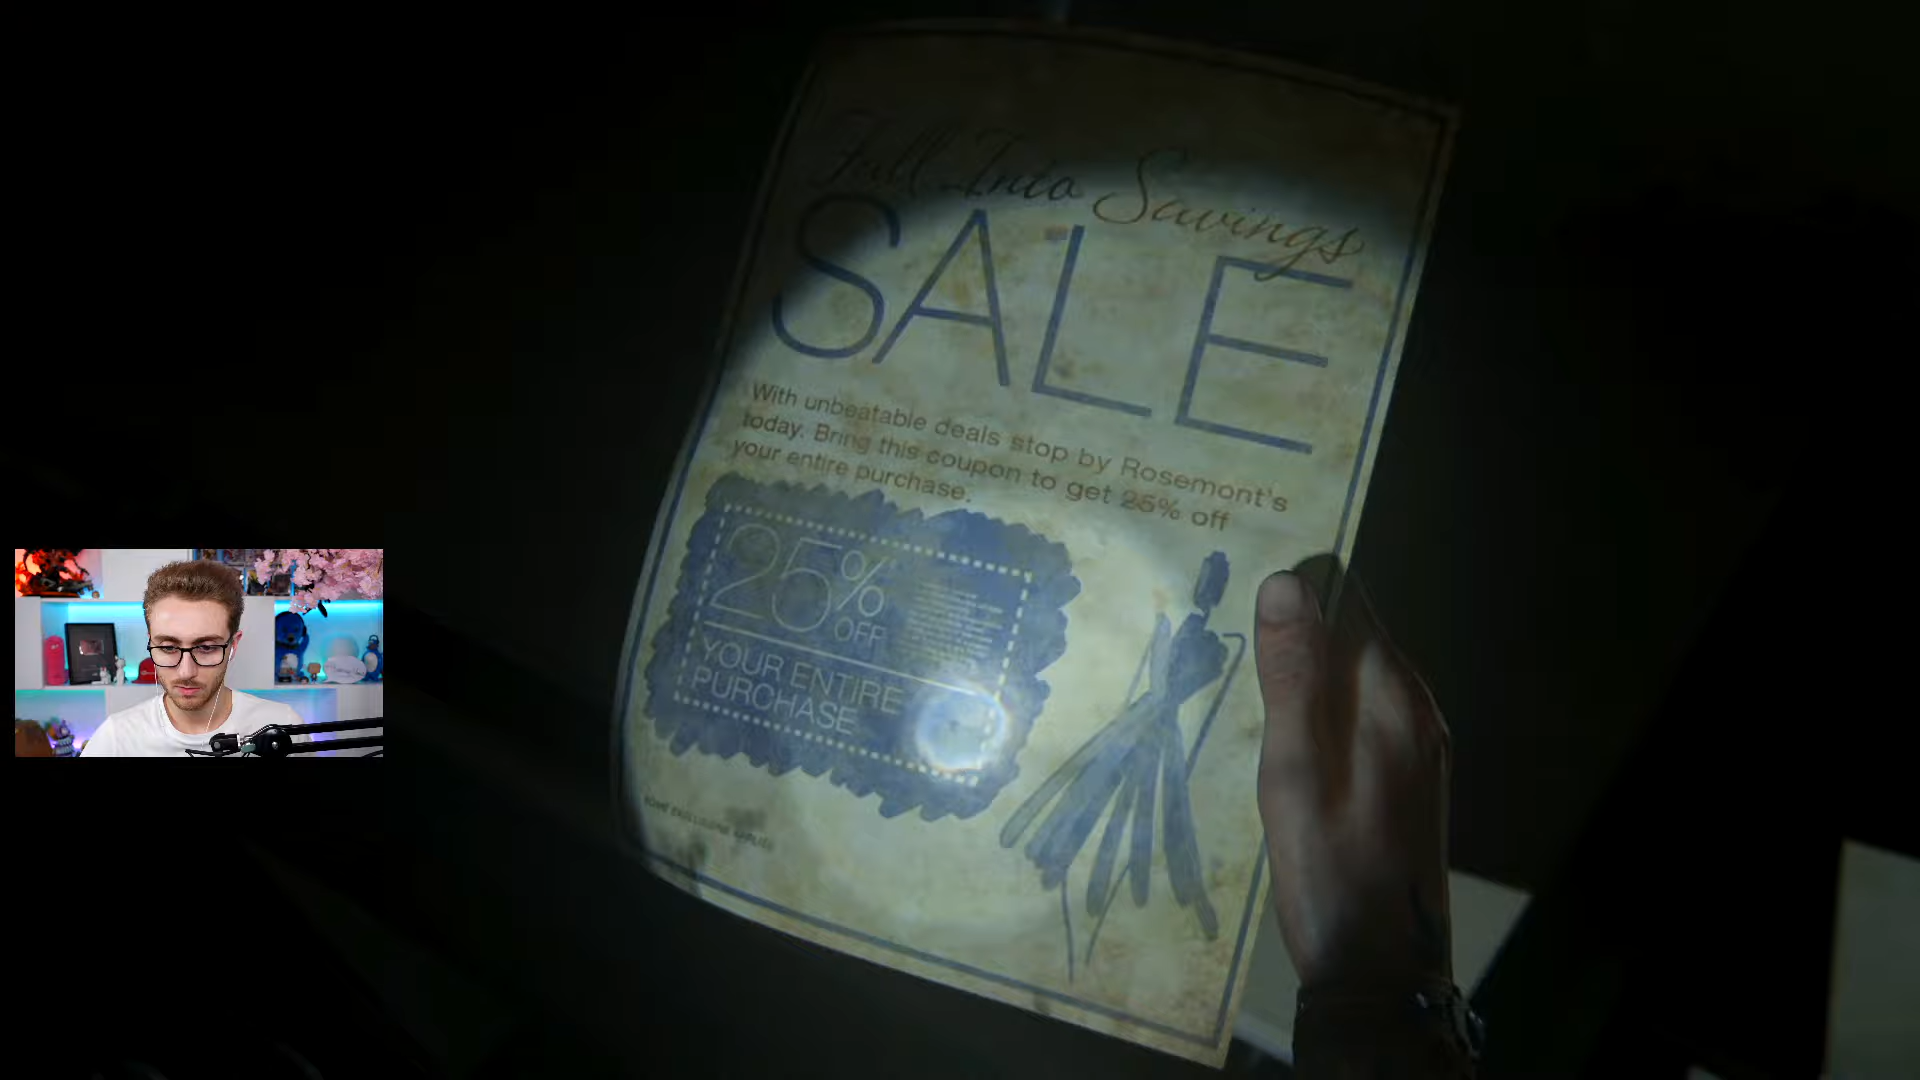 Fall Into Savings
SALE
With unbeatable deals stop by Rosemont's
today. Bring this coupon to get 25% off
your entire purchase.
25%
OFF
YOUR ENTIRE
PURCHASE